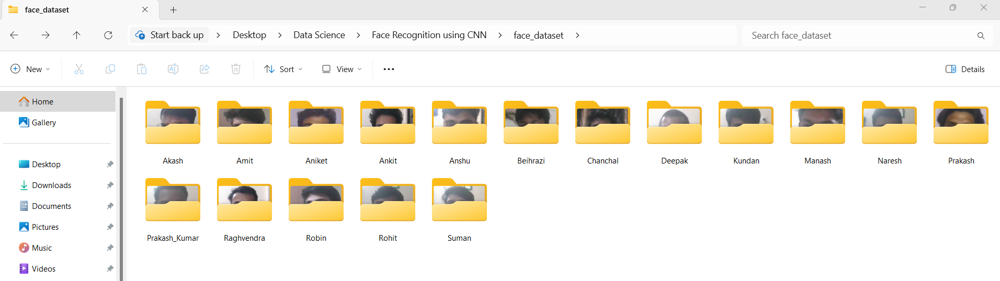 face_dataset
Start back up > Desktop > Data Science > Face Recognition using CNN > face_dataset >
Search face_dataset
New
Sort
View
Details
Home
Gallery
Desktop
Downloads
Documents
Pictures
Music
Videos
Akash Amit Aniket Ankit Anshu Beihrazi Chanchal Deepak Kundan Manash Naresh Prakash
Prakash_Kumar Raghvendra Robin Rohit Suman